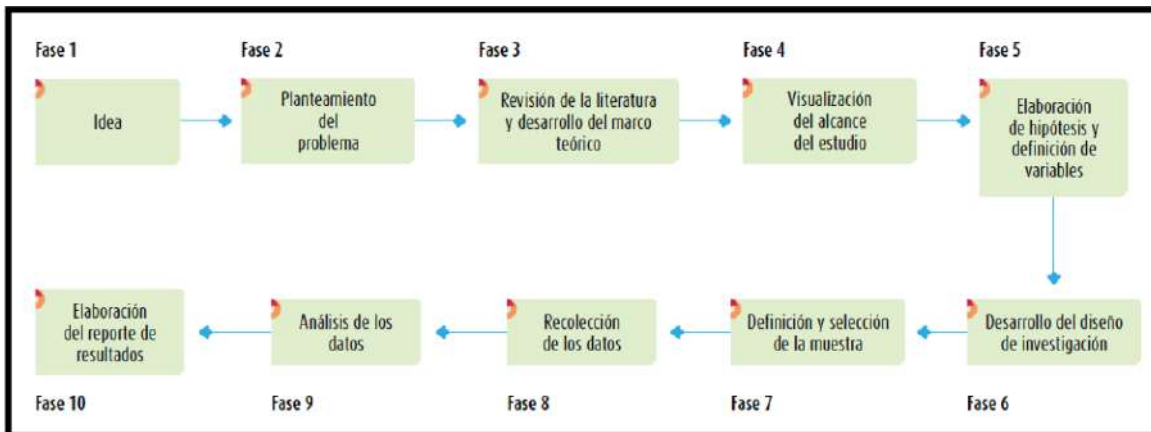 Fase 1
Idea
Fase 2
Planteamiento
del
problema
Fase 3
Revisión de la literatura
y desarrollo del marco
teórico
Fase 4
Visualización
del alcance
del estudio
Fase 5
Elaboración
de hipótesis y
definición de
variables
Desarrollo del diseño
de investigación
Fase 6
Definición y selección
de la muestra
Fase 7
Recolección
de los datos
Fase 8
Análisis de los
datos
Fase 9
Elaboración
del reporte de
resultados
Fase 10